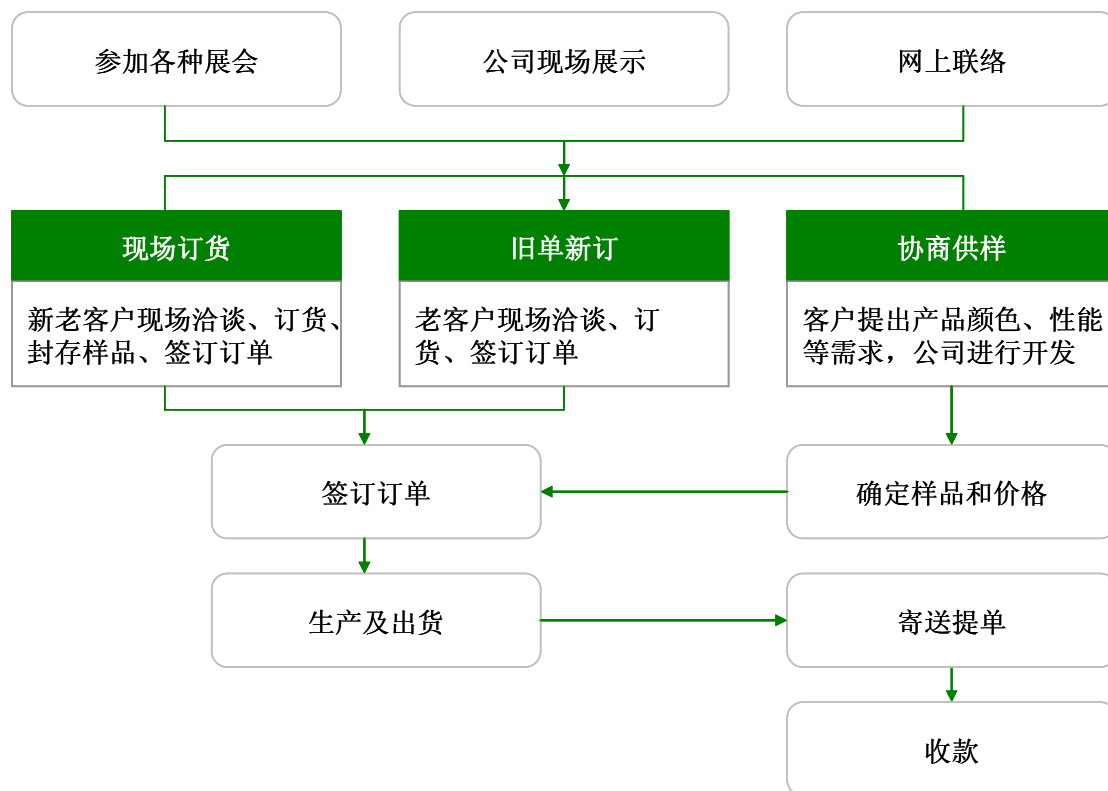 参加各种展会
公司现场展示
网上联络
现场订货
旧单新订
协商供样
新老客户现场洽谈、订货、
封存样品、签订订单
老客户现场洽谈、订
货、签订订单
客户提出产品颜色、性能
等需求，公司进行开发
签订订单
确定样品和价格
生产及出货
寄送提单
收款